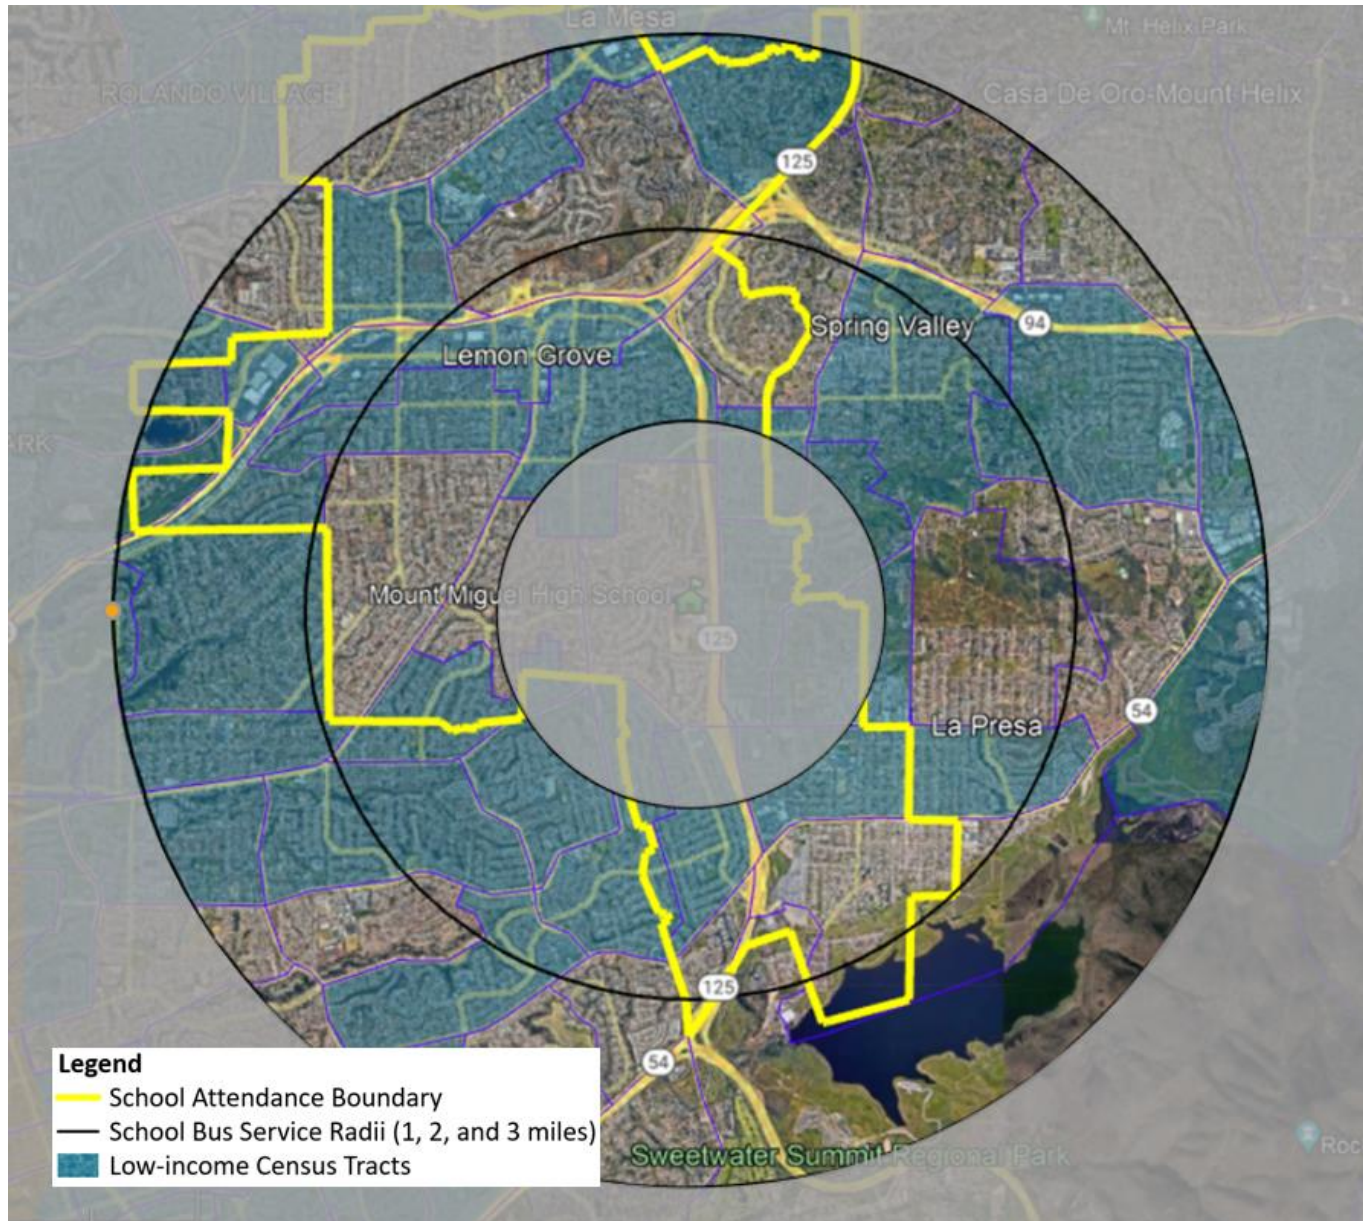 La Mesa
Mt. Helix Park
ROLANDO VILLAGE
Casa De Oro-Mount Helix
125
Spring Valley
94
Lemon Grove
ARK
Mount Miguel High School
125
La Presa
54
125
54
Legend
School Attendance Boundary
School Bus Service Radii (1, 2, and 3 miles)
Low-income Census Tracts
Sweetwater Summit Regional Park
Roc